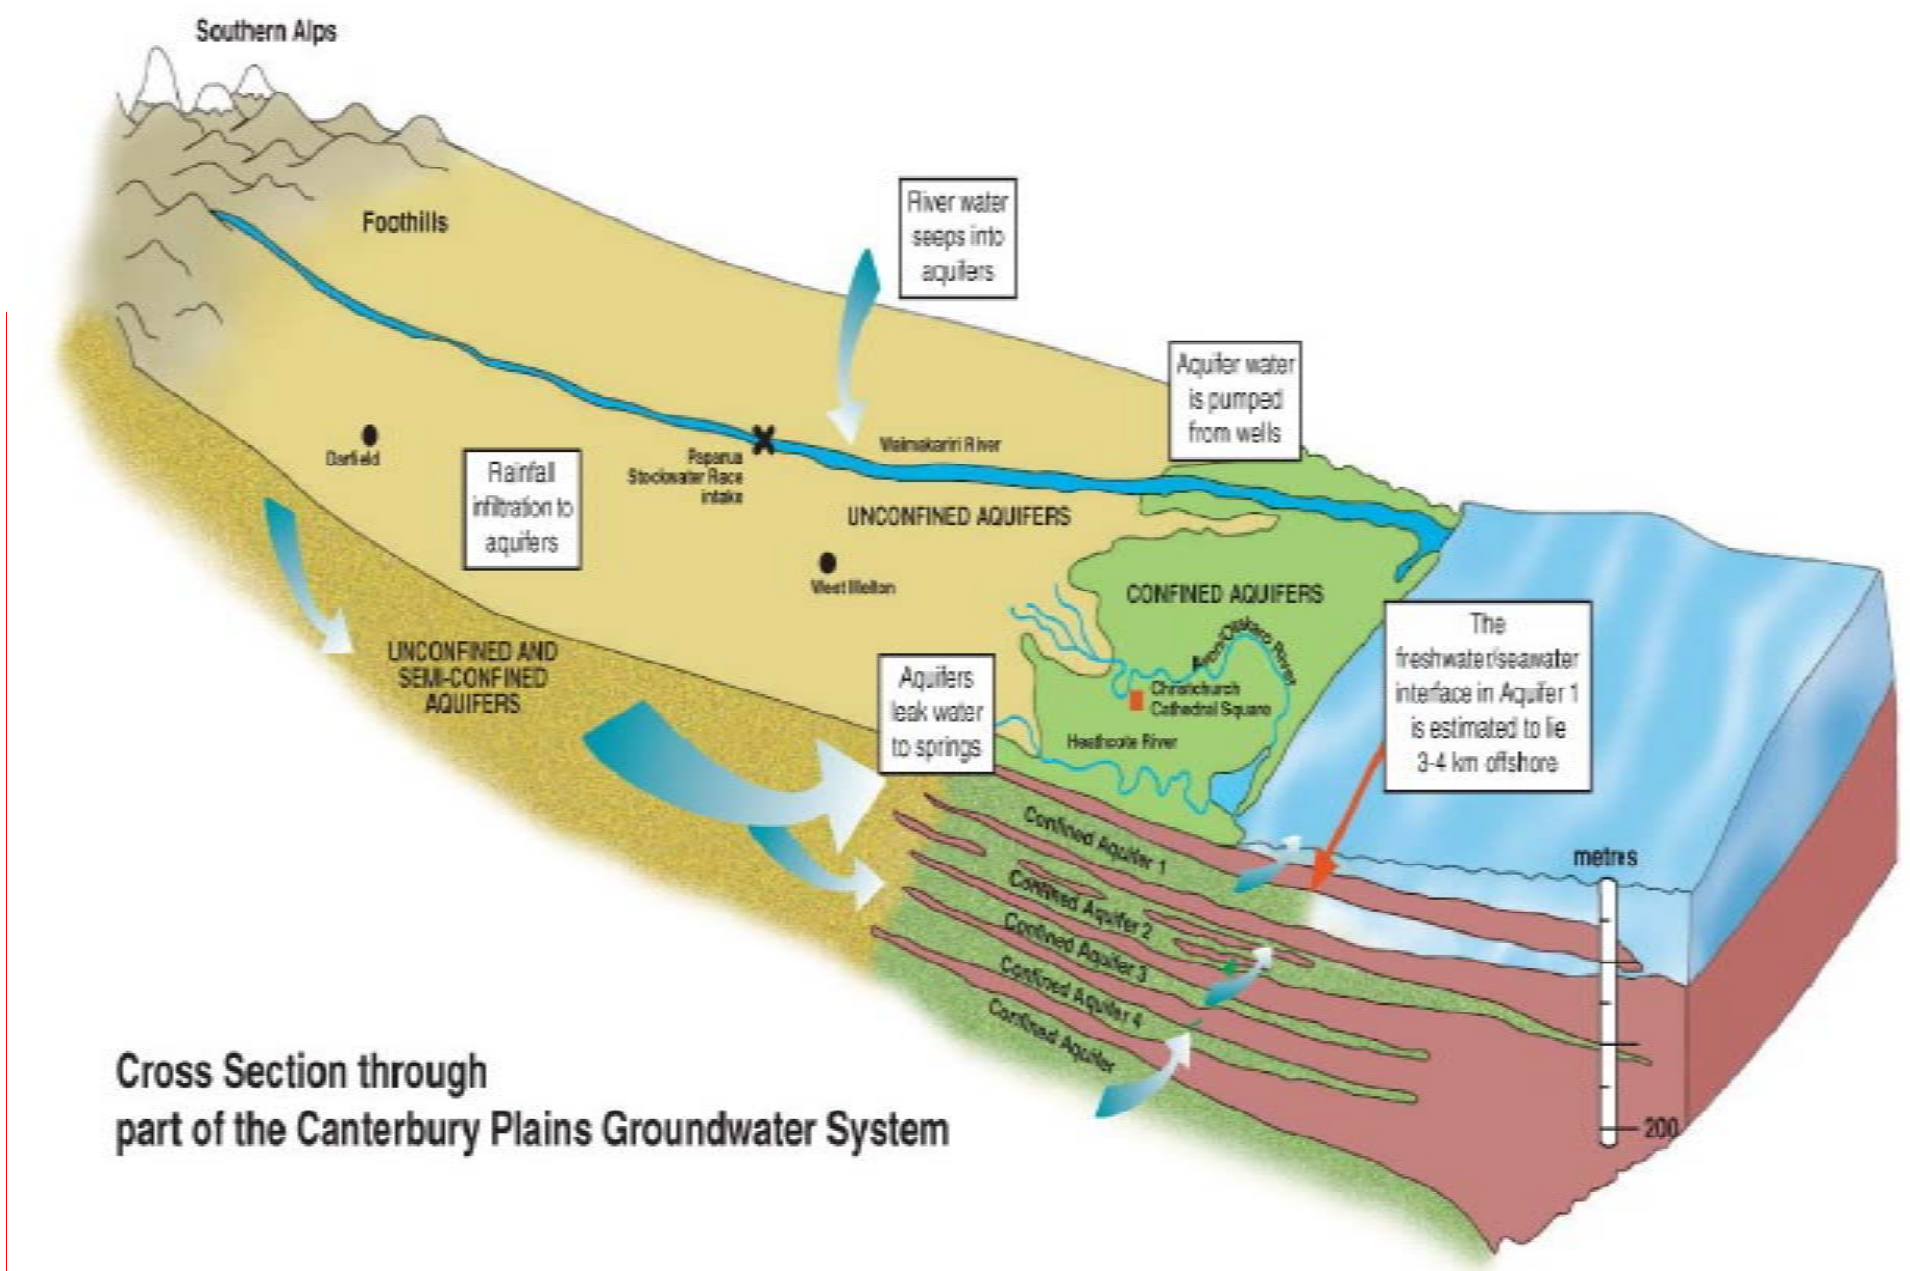 Southern Alps
Foothills
River water
seeps into
aquifers
Aquifer water
is pumped
from wells
Darfield
Rainfall
infiltration to
aquifers
Paparua
Stockwater Race
intake
Waimakariri River
UNCONFINED AQUIFERS
West Melton
CONFINED AQUIFERS
Avon/Otakaro River
Christchurch
Cathedral Square
Heathcote River
The
freshwater/seawater
interface in Aquifer 1
is estimated to lie
3-4 km offshore
UNCONFINED AND
SEMI-CONFINED
AQUIFERS
Aquifers
leak water
to springs
Confined Aquifer 1
Confined Aquifer 2
Confined Aquifer 3
Confined Aquifer 4
Confined Aquifer
metres
200
Cross Section through
part of the Canterbury Plains Groundwater System